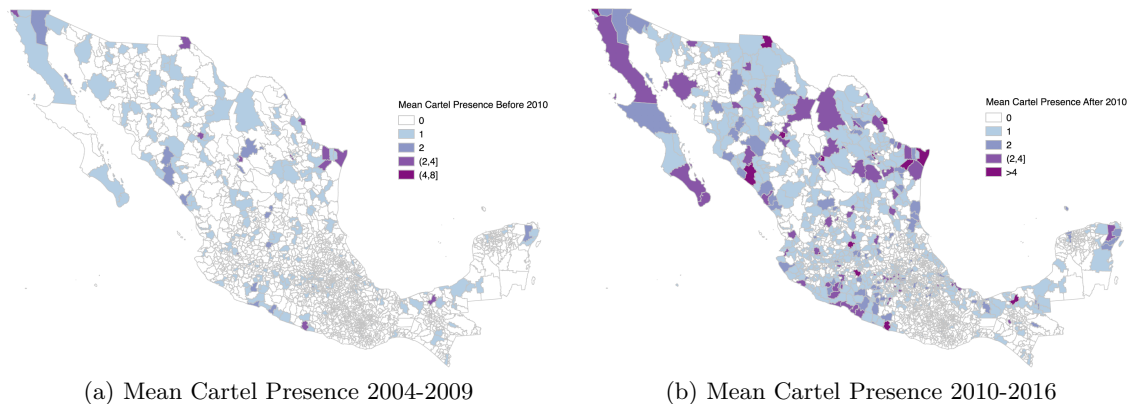 Mean Cartel Presence Before 2010
0
1
2
(2,4]
(4,8]
Mean Cartel Presence After 2010
0
1
2
(2,4]
>4
(a) Mean Cartel Presence 2004-2009
(b) Mean Cartel Presence 2010-2016